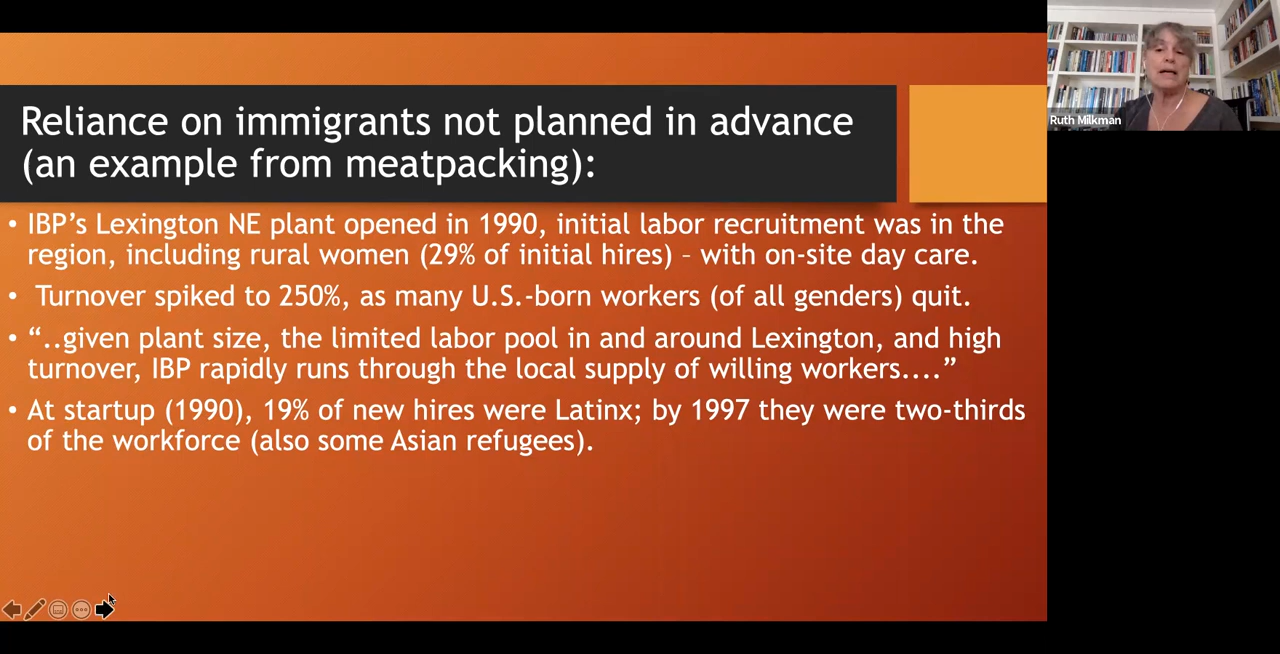 Reliance on immigrants not planned in advance
(an example from meatpacking):
• IBP’s Lexington NE plant opened in 1990, initial labor recruitment was in the
region, including rural women (29% of initial hires) – with on-site day care.
• Turnover spiked to 250%, as many U.S.-born workers (of all genders) quit.
• “..given plant size, the limited labor pool in and around Lexington, and high
turnover, IBP rapidly runs through the local supply of willing workers....”
• At startup (1990), 19% of new hires were Latinx; by 1997 they were two-thirds
of the workforce (also some Asian refugees).
Ruth Milkman